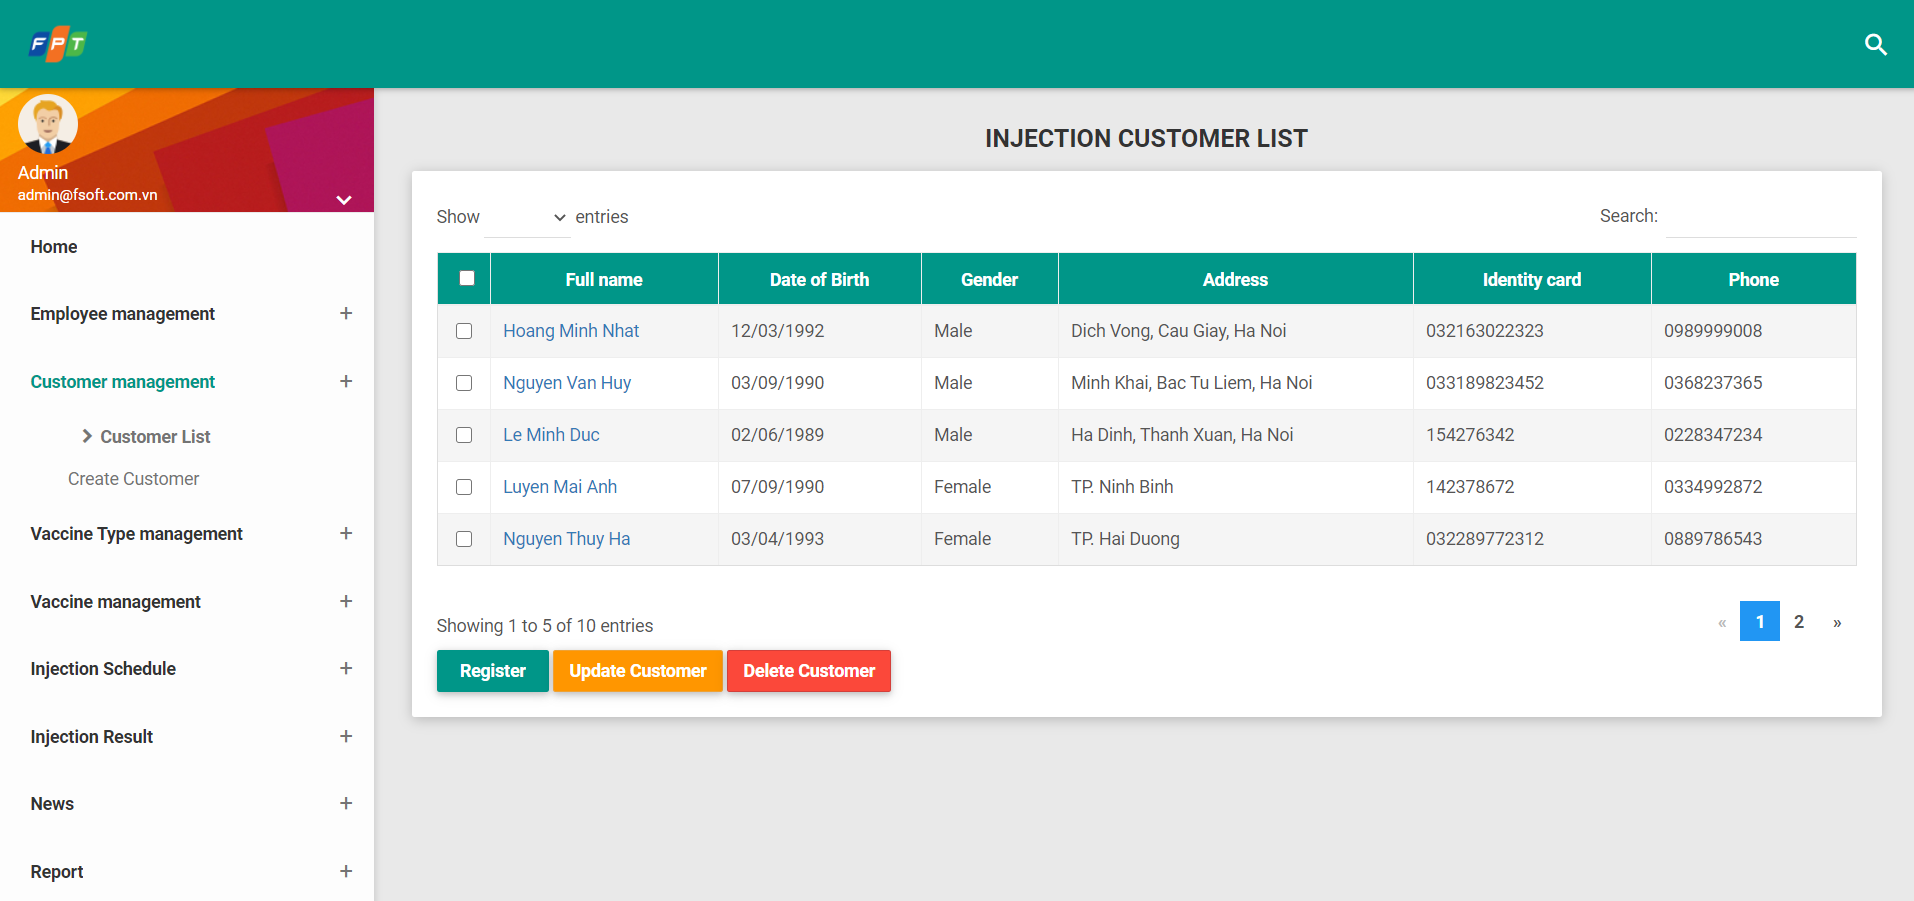 FPT
Admin
admin@fsoft.com.vn
Home
Employee management +
Customer management +
Customer List
Create Customer
Vaccine Type management +
Vaccine management +
Injection Schedule +
Injection Result +
News +
Report +
INJECTION CUSTOMER LIST
Show entries Search:
Full name Date of Birth Gender Address Identity card Phone
Hoang Minh Nhat 12/03/1992 Male Dich Vong, Cau Giay, Ha Noi 032163022323 0989999008
Nguyen Van Huy 03/09/1990 Male Minh Khai, Bac Tu Liem, Ha Noi 033189823452 0368237365
Le Minh Duc 02/06/1989 Male Ha Dinh, Thanh Xuan, Ha Noi 154276342 0228347234
Luyen Mai Anh 07/09/1990 Female TP. Ninh Binh 142378672 0334992872
Nguyen Thuy Ha 03/04/1993 Female TP. Hai Duong 032289772312 0889786543
Showing 1 to 5 of 10 entries « 1 2 »
Register Update Customer Delete Customer